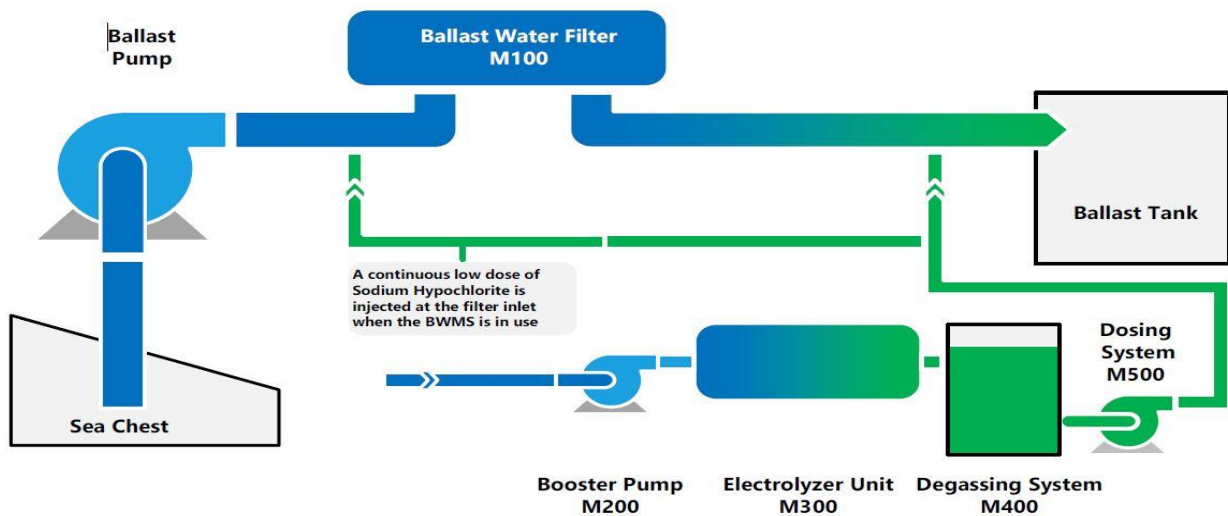 Ballast
Pump
Ballast Water Filter
M100
Ballast Tank
A continuous low dose of
Sodium Hypochlorite is
injected at the filter inlet
when the BWMS is in use
Dosing
System
M500
Sea Chest
Booster Pump
M200
Electrolyzer Unit
M300
Degassing System
M400